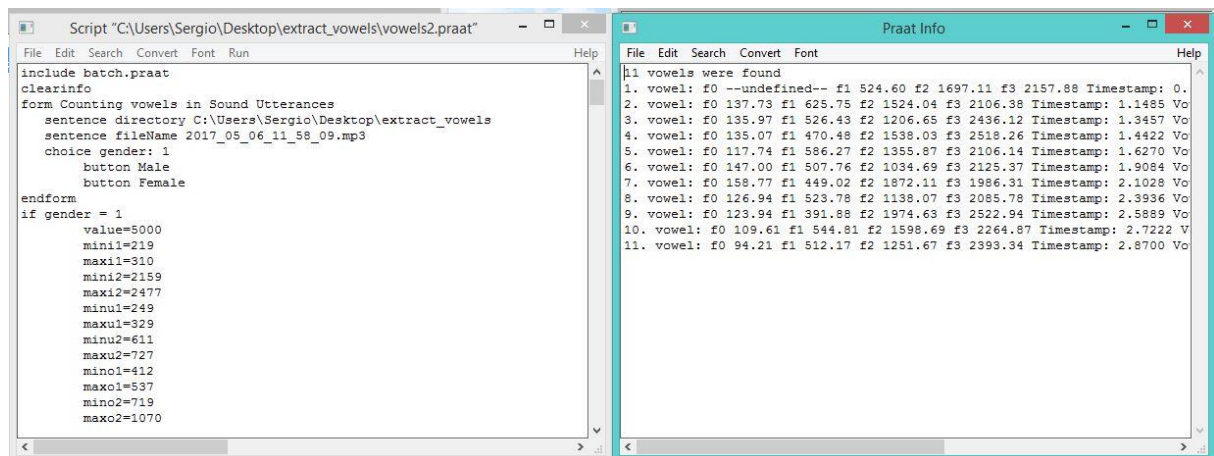 Script "C:\Users\Sergio\Desktop\extract_vowels\vowels2.praat"
File Edit Search Convert Font Run Help
include batch.praat
clearinfo
form Counting vowels in Sound Utterances
sentence directory C:\Users\Sergio\Desktop\extract_vowels
sentence fileName 2017_05_06_11_58_09.mp3
choice gender: 1
button Male
button Female
endform
if gender = 1
value=5000
mini1=219
maxi1=310
mini2=2159
maxi2=2477
minu1=249
maxu1=329
minu2=611
maxu2=727
mino1=412
maxo1=537
mino2=719
maxo2=1070
Praat Info
File Edit Search Convert Font Help
11 vowels were found
1. vowel: f0 --undefined-- f1 524.60 f2 1697.11 f3 2157.88 Timestamp: 0.
2. vowel: f0 137.73 f1 625.75 f2 1524.04 f3 2106.38 Timestamp: 1.1485 Vo
3. vowel: f0 135.97 f1 526.43 f2 1206.65 f3 2436.12 Timestamp: 1.3457 Vo
4. vowel: f0 135.07 f1 470.48 f2 1538.03 f3 2518.26 Timestamp: 1.4422 Vo
5. vowel: f0 117.74 f1 586.27 f2 1355.87 f3 2106.14 Timestamp: 1.6270 Vo
6. vowel: f0 147.00 f1 507.76 f2 1034.69 f3 2125.37 Timestamp: 1.9084 Vo
7. vowel: f0 158.77 f1 449.02 f2 1872.11 f3 1986.31 Timestamp: 2.1028 Vo
8. vowel: f0 126.94 f1 523.78 f2 1138.07 f3 2085.78 Timestamp: 2.3936 Vo
9. vowel: f0 123.94 f1 391.88 f2 1974.63 f3 2522.94 Timestamp: 2.5889 Vo
10. vowel: f0 109.61 f1 544.81 f2 1598.69 f3 2264.87 Timestamp: 2.7222 V
11. vowel: f0 94.21 f1 512.17 f2 1251.67 f3 2393.34 Timestamp: 2.8700 Vo